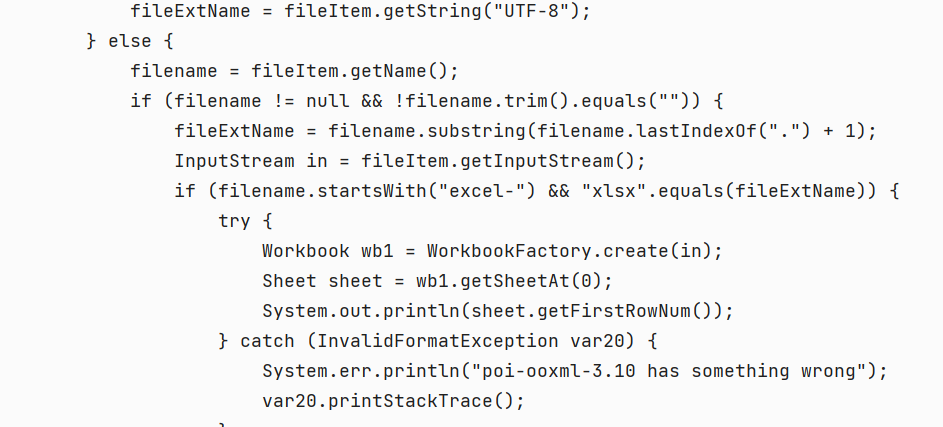 fileExtName = fileItem.getString("UTF-8");
} else {
filename = fileItem.getName();
if (filename != null && !filename.trim().equals("")) {
fileExtName = filename.substring(filename.lastIndexOf(".") + 1);
InputStream in = fileItem.getInputStream();
if (filename.startsWith("excel-") && "xlsx".equals(fileExtName)) {
try {
Workbook wb1 = WorkbookFactory.create(in);
Sheet sheet = wb1.getSheetAt(0);
System.out.println(sheet.getFirstRowNum());
} catch (InvalidFormatException var20) {
System.err.println("poi-ooxml-3.10 has something wrong");
var20.printStackTrace();
}